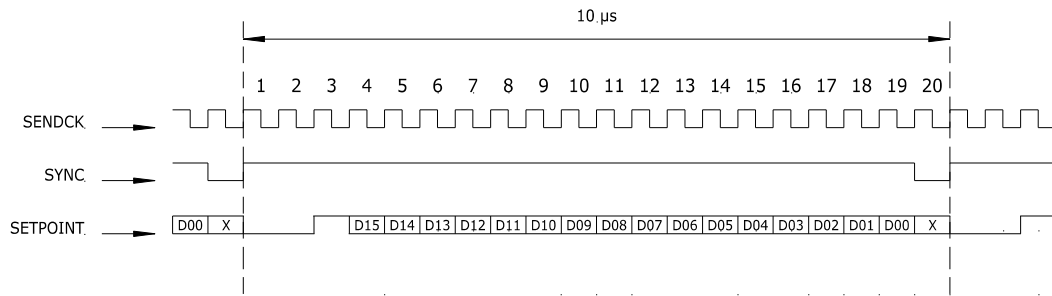 10 µs
1 2 3 4 5 6 7 8 9 10 11 12 13 14 15 16 17 18 19 20
SENDCK
SYNC
SETPOINT D00 X D15 D14 D13 D12 D11 D10 D09 D08 D07 D06 D05 D04 D03 D02 D01 D00 X